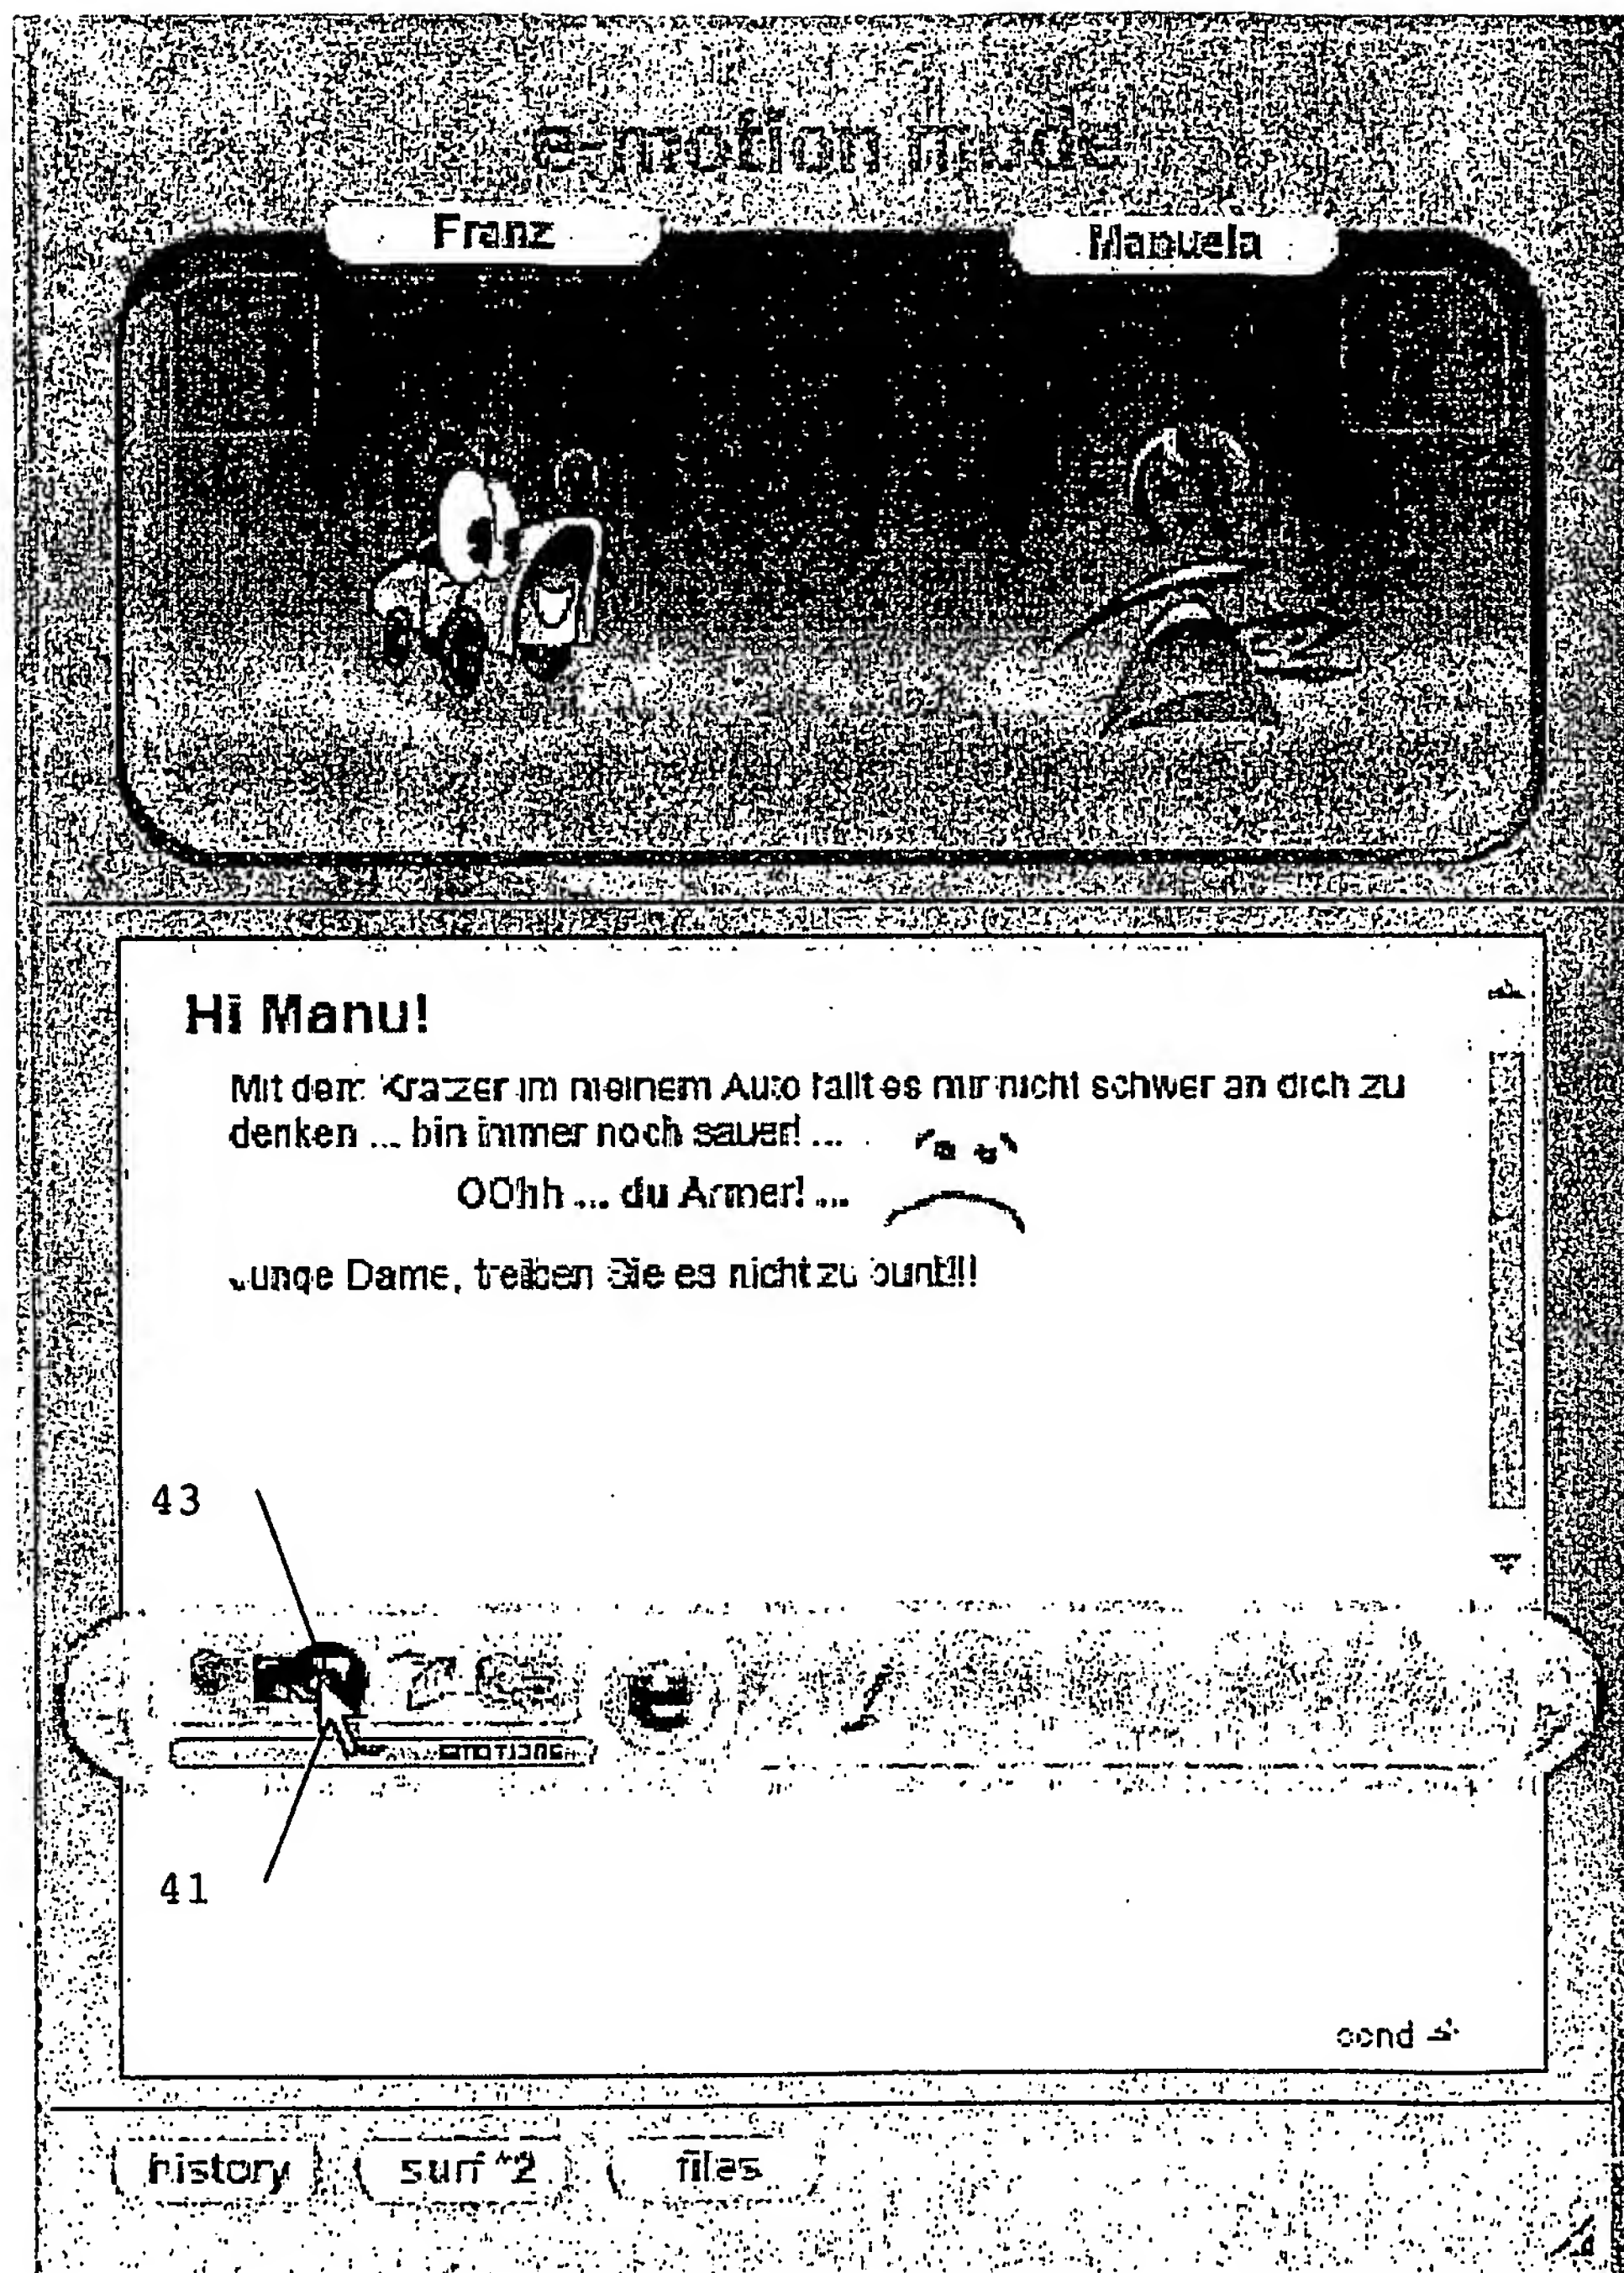 e-motion mode
Franz
Manuela
Hi Manu!
Mit dem Kratzer im meinem Auto fällt es mir nicht schwer an dich zu
denken ... bin immer noch sauer! ...
OOhh ... du Armer! ...
Junge Dame, treiben Sie es nicht zu bunt!!!
43
e
emotions
41
send
history
surf *2
files